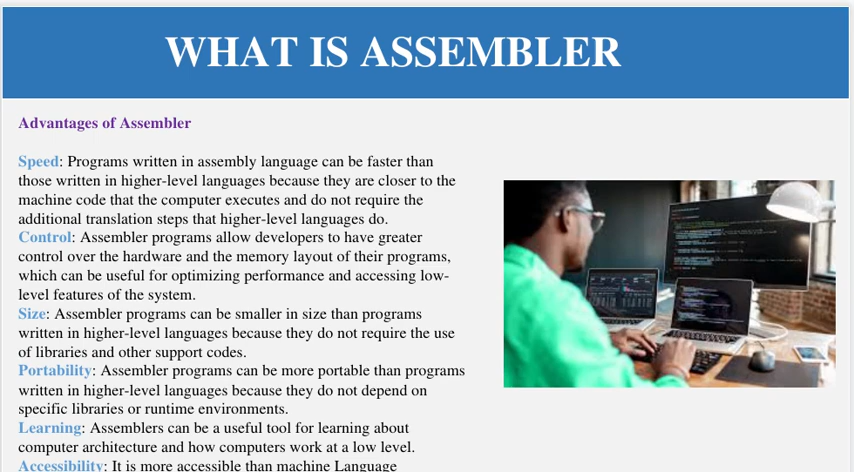 WHAT IS ASSEMBLER
Advantages of Assembler
Speed: Programs written in assembly language can be faster than
those written in higher-level languages because they are closer to the
machine code that the computer executes and do not require the
additional translation steps that higher-level languages do.
Control: Assembler programs allow developers to have greater
control over the hardware and the memory layout of their programs,
which can be useful for optimizing performance and accessing low-
level features of the system.
Size: Assembler programs can be smaller in size than programs
written in higher-level languages because they do not require the use
of libraries and other support codes.
Portability: Assembler programs can be more portable than programs
written in higher-level languages because they do not depend on
specific libraries or runtime environments.
Learning: Assemblers can be a useful tool for learning about
computer architecture and how computers work at a low level.
Accessibility: It is more accessible than machine Language